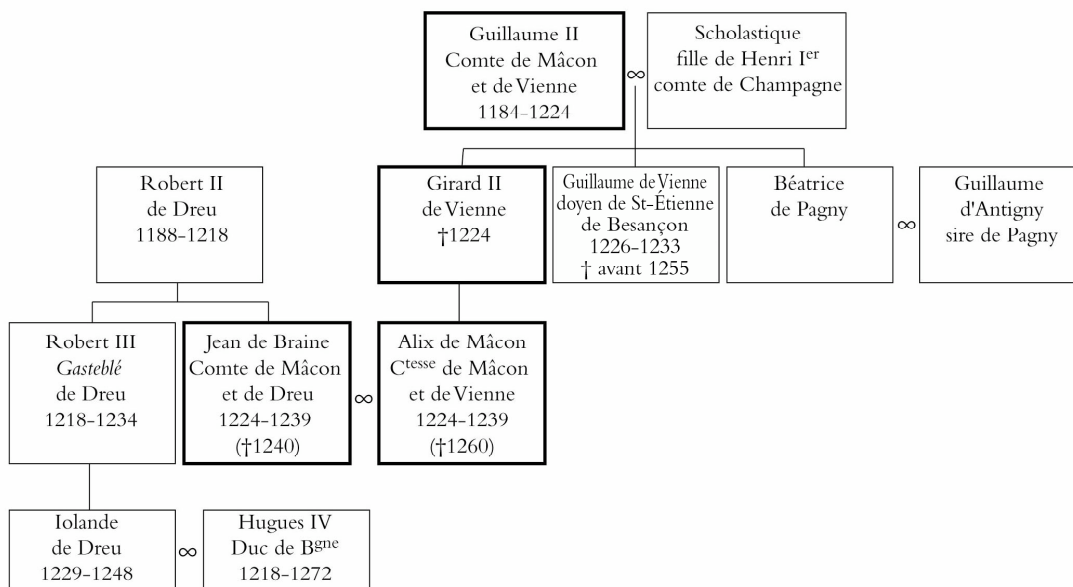 Guillaume II
Comte de Mâcon
et de Vienne
1184-1224
∞
Scholastique
fille de Henri Ier
comte de Champagne
Robert II
de Dreu
1188-1218
Girard II
de Vienne
†1224
Guillaume de Vienne
doyen de St-Étienne
de Besançon
1226-1233
† avant 1255
Béatrice
de Pagny
∞
Guillaume
d'Antigny
sire de Pagny
Robert III
Gasteblé
de Dreu
1218-1234
Jean de Braine
Comte de Mâcon
et de Dreu
1224-1239
(†1240)
∞
Alix de Mâcon
Ctesse de Mâcon
et de Vienne
1224-1239
(†1260)
Iolande
de Dreu
1229-1248
∞
Hugues IV
Duc de Bgne
1218-1272